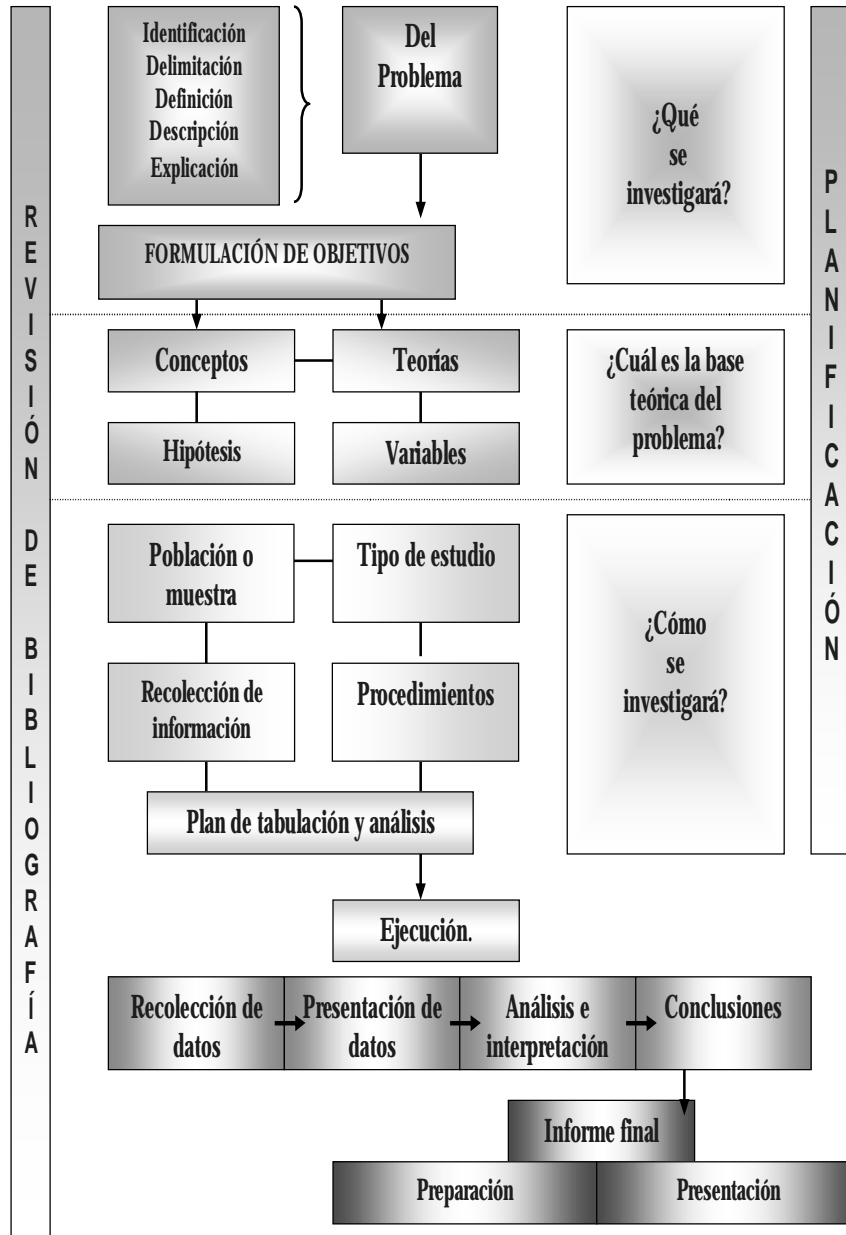 Identificación
Delimitación
Definición
Descripción
Explicación
Del
Problema
¿Qué
se
investigará?
FORMULACIÓN DE OBJETIVOS
Conceptos
Teorías
¿Cuál es la base
teórica del
problema?
Hipótesis
Variables
Población o
muestra
Tipo de estudio
¿Cómo
se
investigará?
Recolección de
información
Procedimientos
Plan de tabulación y análisis
Ejecución.
Recolección de
datos
Presentación de
datos
Análisis e
interpretación
Conclusiones
Informe final
Preparación
Presentación
REVISIÓN DE BIBLIOGRAFÍA
PLANIFICACIÓN